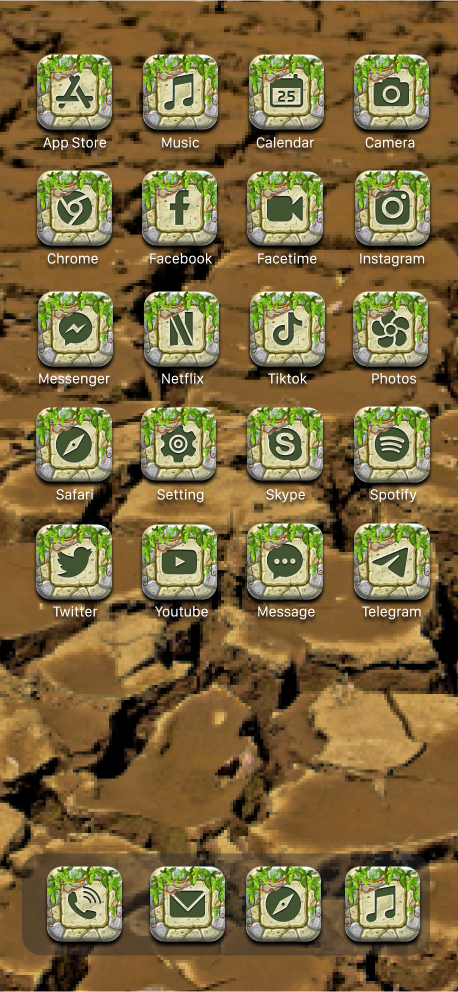 App Store Music Calendar Camera
25
Chrome Facebook Facetime Instagram
Messenger Netflix Tiktok Photos
Safari Setting Skype Spotify
Twitter Youtube Message Telegram